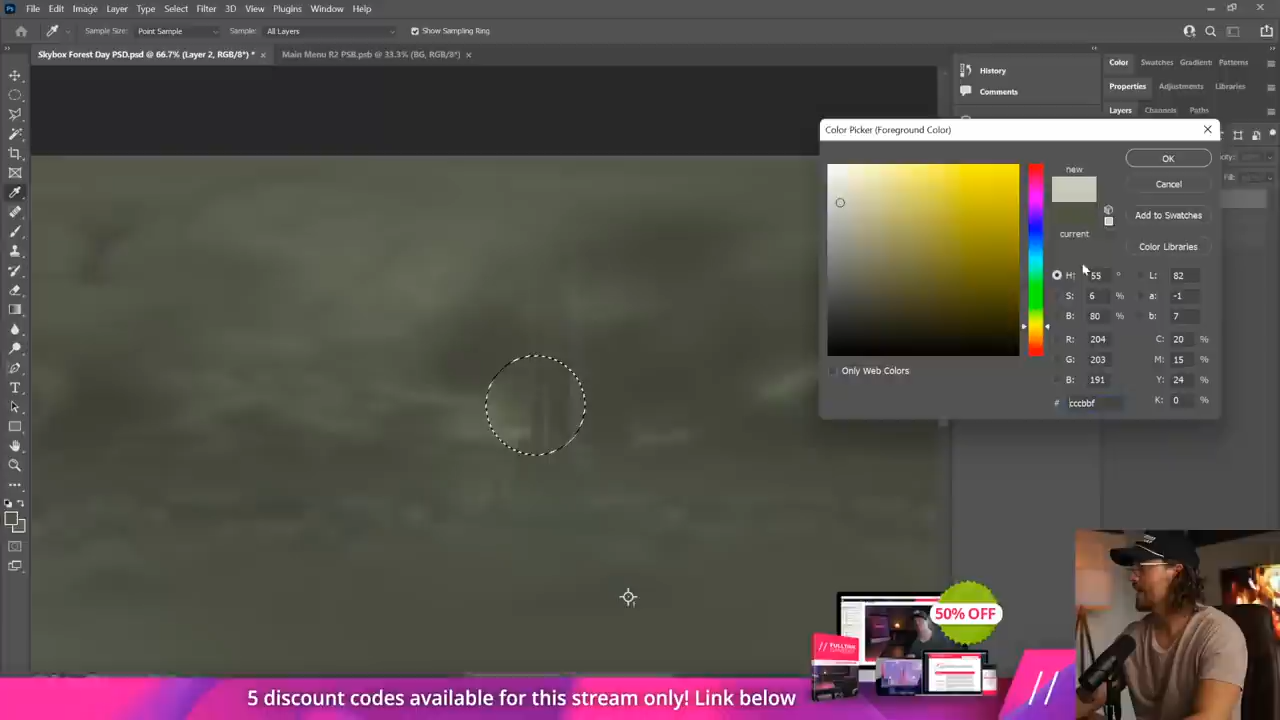 File Edit Image Layer Type Select Filter 3D View Plugins Window Help
Sample Size: Point Sample Sample: All Layers Show Sampling Ring
Skybox Forest Day PSD.psd @ 66.7% (Layer 2, RGB/8*) * × Main Menu R2 PSB.psb @ 33.3% (BG, RGB/8*) ×
History
Comments
Color Swatches Gradients Patterns
Properties Adjustments Libraries
Layers Channels Paths
Color Picker (Foreground Color)
new
current
OK
Cancel
Add to Swatches
Color Libraries
H: 55 °
S: 6 %
B: 80 %
R: 204
G: 203
B: 191
# cccbbf
L: 82
a: -1
b: 7
C: 20 %
M: 15 %
Y: 24 %
K: 0 %
Only Web Colors
50% OFF
5 discount codes available for this stream only! Link below
//